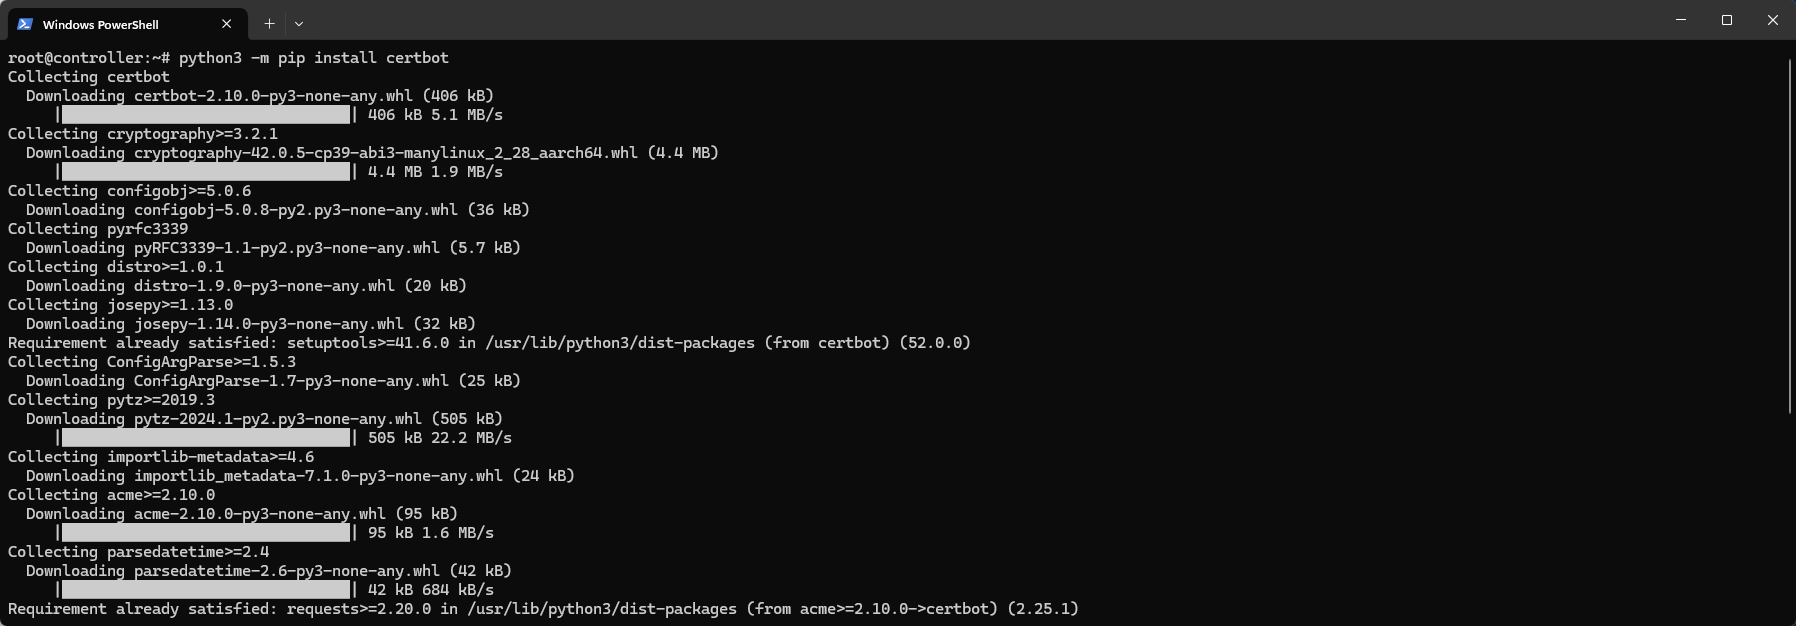 Windows PowerShell
root@controller:~# python3 -m pip install certbot
Collecting certbot
  Downloading certbot-2.10.0-py3-none-any.whl (406 kB)
     |████████████████████████████████| 406 kB 5.1 MB/s
Collecting cryptography>=3.2.1
  Downloading cryptography-42.0.5-cp39-abi3-manylinux_2_28_aarch64.whl (4.4 MB)
     |████████████████████████████████| 4.4 MB 1.9 MB/s
Collecting configobj>=5.0.6
  Downloading configobj-5.0.8-py2.py3-none-any.whl (36 kB)
Collecting pyrfc3339
  Downloading pyRFC3339-1.1-py2.py3-none-any.whl (5.7 kB)
Collecting distro>=1.0.1
  Downloading distro-1.9.0-py3-none-any.whl (20 kB)
Collecting josepy>=1.13.0
  Downloading josepy-1.14.0-py3-none-any.whl (32 kB)
Requirement already satisfied: setuptools>=41.6.0 in /usr/lib/python3/dist-packages (from certbot) (52.0.0)
Collecting ConfigArgParse>=1.5.3
  Downloading ConfigArgParse-1.7-py3-none-any.whl (25 kB)
Collecting pytz>=2019.3
  Downloading pytz-2024.1-py2.py3-none-any.whl (505 kB)
     |████████████████████████████████| 505 kB 22.2 MB/s
Collecting importlib-metadata>=4.6
  Downloading importlib_metadata-7.1.0-py3-none-any.whl (24 kB)
Collecting acme>=2.10.0
  Downloading acme-2.10.0-py3-none-any.whl (95 kB)
     |████████████████████████████████| 95 kB 1.6 MB/s
Collecting parsedatetime>=2.4
  Downloading parsedatetime-2.6-py3-none-any.whl (42 kB)
     |████████████████████████████████| 42 kB 684 kB/s
Requirement already satisfied: requests>=2.20.0 in /usr/lib/python3/dist-packages (from acme>=2.10.0->certbot) (2.25.1)